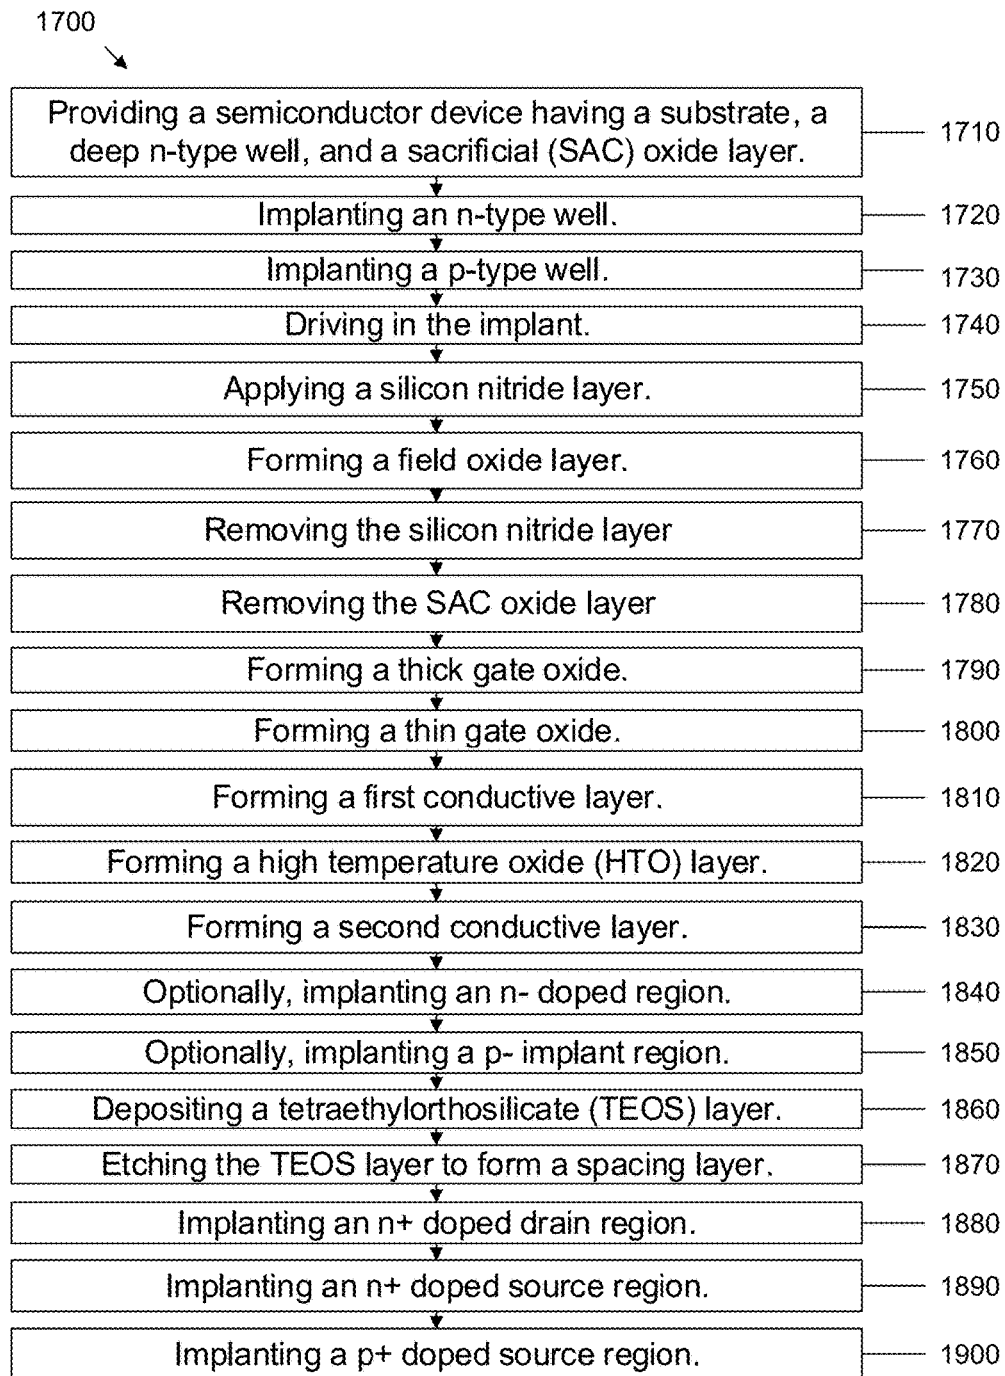 1700
Providing a semiconductor device having a substrate, a
deep n-type well, and a sacrificial (SAC) oxide layer.
1710
Implanting an n-type well.
1720
Implanting a p-type well.
1730
Driving in the implant.
1740
Applying a silicon nitride layer.
1750
Forming a field oxide layer.
1760
Removing the silicon nitride layer
1770
Removing the SAC oxide layer
1780
Forming a thick gate oxide.
1790
Forming a thin gate oxide.
1800
Forming a first conductive layer.
1810
Forming a high temperature oxide (HTO) layer.
1820
Forming a second conductive layer.
1830
Optionally, implanting an n- doped region.
1840
Optionally, implanting a p- implant region.
1850
Depositing a tetraethylorthosilicate (TEOS) layer.
1860
Etching the TEOS layer to form a spacing layer.
1870
Implanting an n+ doped drain region.
1880
Implanting an n+ doped source region.
1890
Implanting a p+ doped source region.
1900